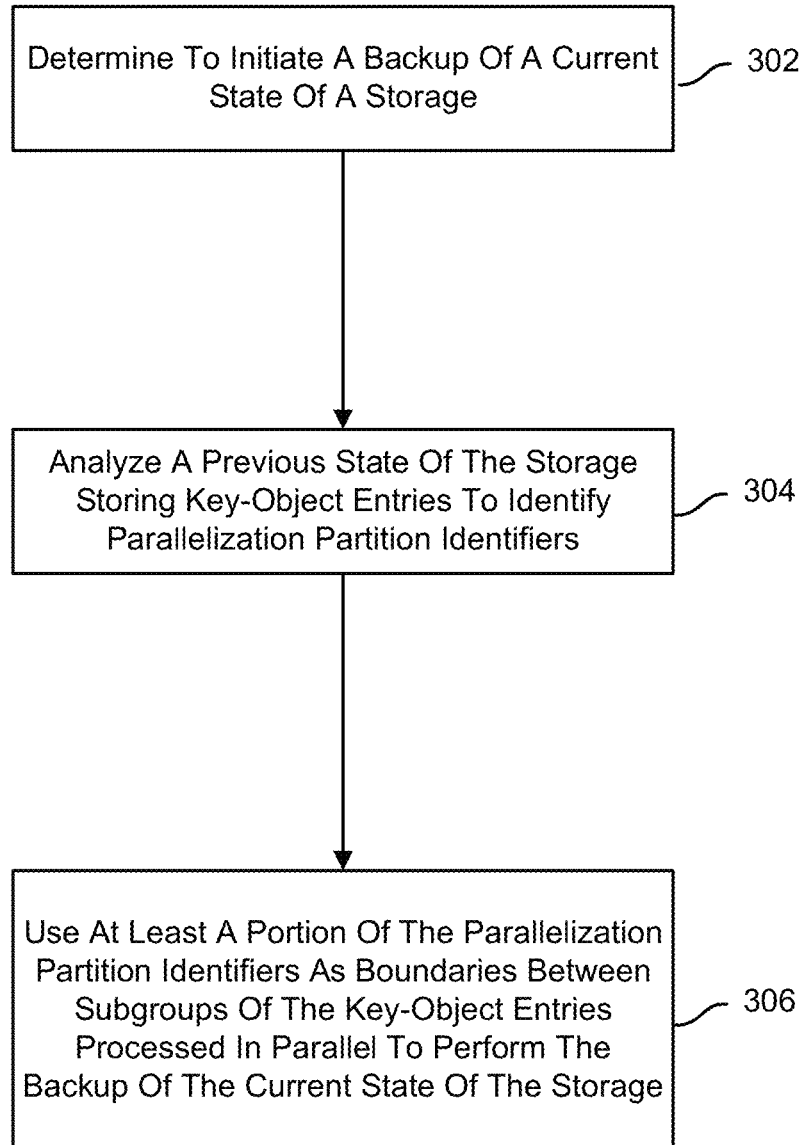 Determine To Initiate A Backup Of A Current
State Of A Storage
302
Analyze A Previous State Of The Storage
Storing Key-Object Entries To Identify
Parallelization Partition Identifiers
304
Use At Least A Portion Of The Parallelization
Partition Identifiers As Boundaries Between
Subgroups Of The Key-Object Entries
Processed In Parallel To Perform The
Backup Of The Current State Of The Storage
306